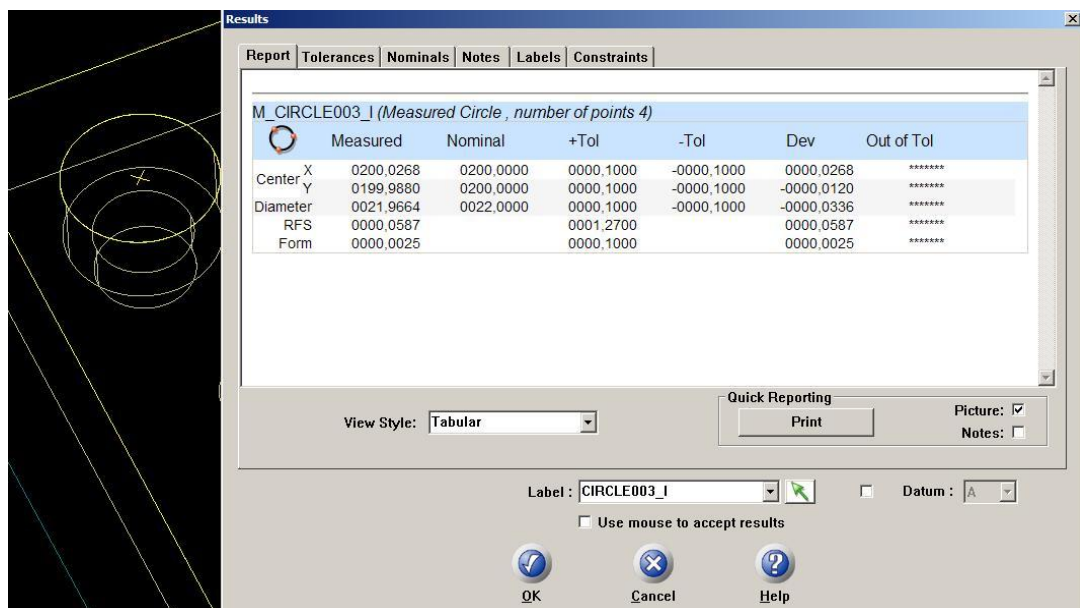 Results
Report Tolerances Nominals Notes Labels Constraints
M_CIRCLE003_I (Measured Circle , number of points 4)
Measured Nominal +Tol -Tol Dev Out of Tol
Center X 0200,0268 0200,0000 0000,1000 -0000,1000 0000,0268 *******
Y 0199,9880 0200,0000 0000,1000 -0000,1000 -0000,0120 *******
Diameter 0021,9664 0022,0000 0000,1000 -0000,1000 -0000,0336 *******
RFS 0000,0587 0001,2700 0000,0587 *******
Form 0000,0025 0000,1000 0000,0025 *******
Quick Reporting
View Style: Tabular Print Picture:
Notes:
Label : CIRCLE003_I Datum : A
Use mouse to accept results
OK Cancel Help